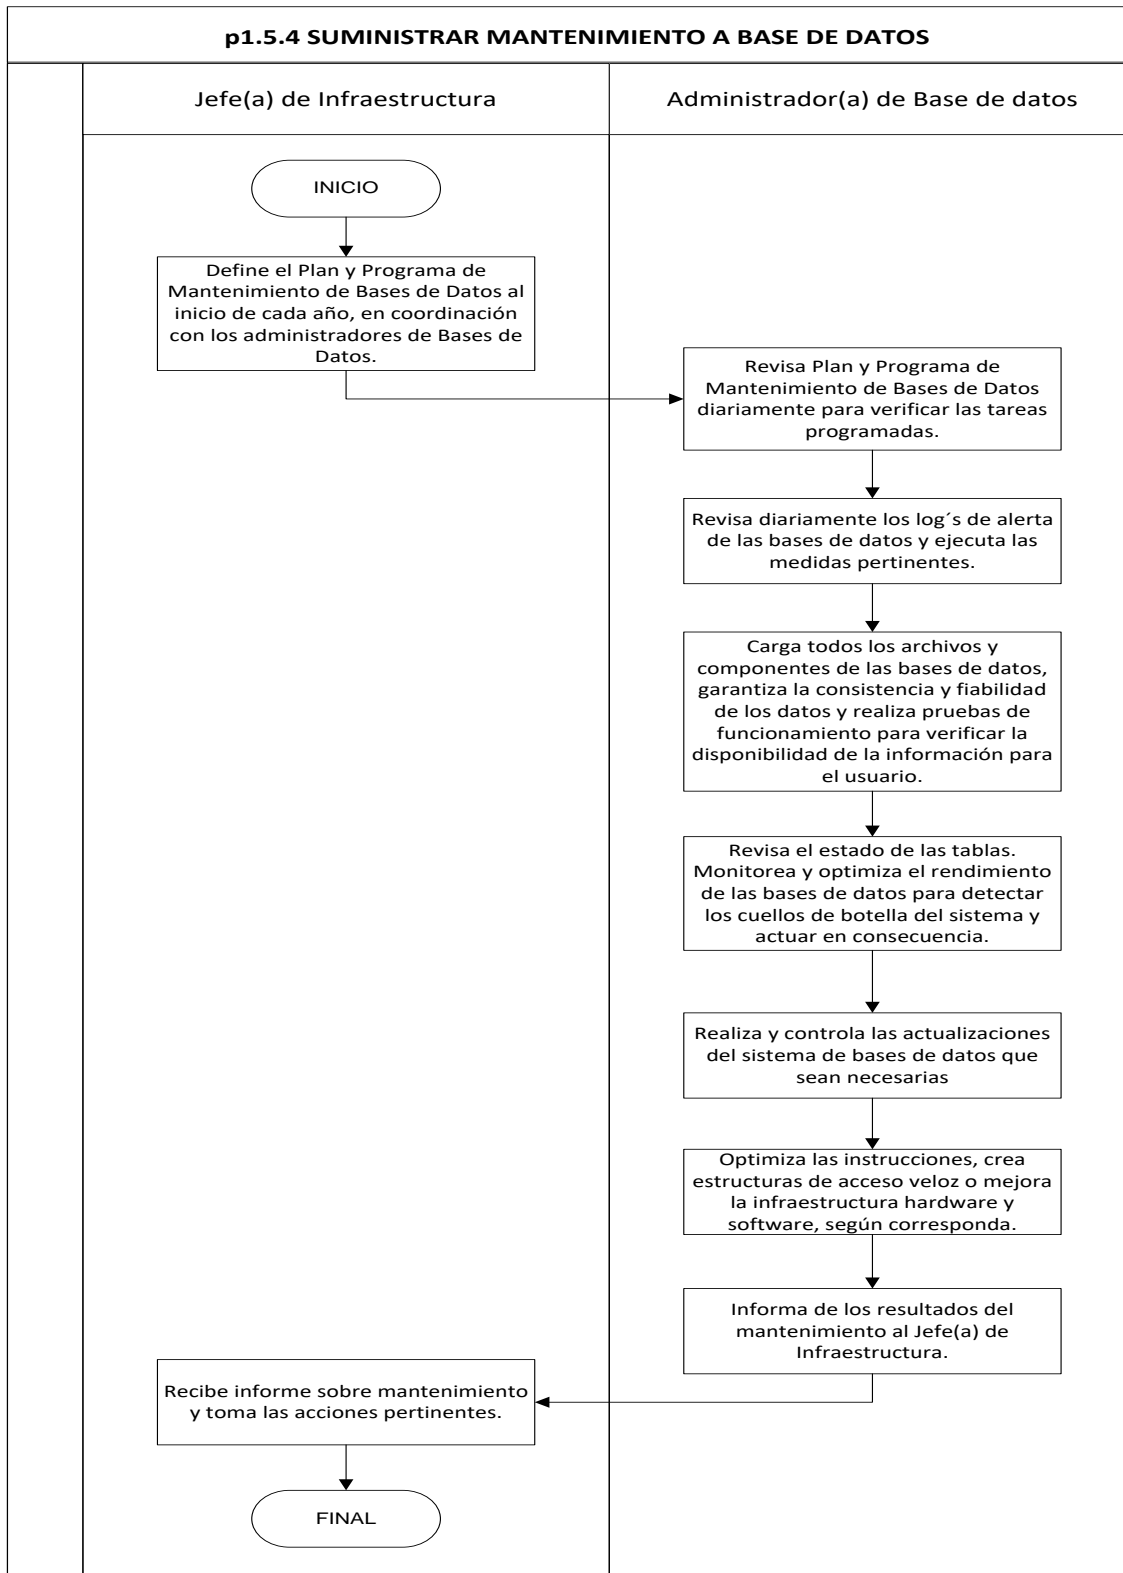 p1.5.4 SUMINISTRAR MANTENIMIENTO A BASE DE DATOS
Jefe(a) de Infraestructura
Administrador(a) de Base de datos
INICIO
Define el Plan y Programa de
Mantenimiento de Bases de Datos al
inicio de cada año, en coordinación
con los administradores de Bases de
Datos.
Revisa Plan y Programa de
Mantenimiento de Bases de Datos
diariamente para verificar las tareas
programadas.
Revisa diariamente los log´s de alerta
de las bases de datos y ejecuta las
medidas pertinentes.
Carga todos los archivos y
componentes de las bases de datos,
garantiza la consistencia y fiabilidad
de los datos y realiza pruebas de
funcionamiento para verificar la
disponibilidad de la información para
el usuario.
Revisa el estado de las tablas.
Monitorea y optimiza el rendimiento
de las bases de datos para detectar
los cuellos de botella del sistema y
actuar en consecuencia.
Realiza y controla las actualizaciones
del sistema de bases de datos que
sean necesarias
Optimiza las instrucciones, crea
estructuras de acceso veloz o mejora
la infraestructura hardware y
software, según corresponda.
Informa de los resultados del
mantenimiento al Jefe(a) de
Infraestructura.
Recibe informe sobre mantenimiento
y toma las acciones pertinentes.
FINAL